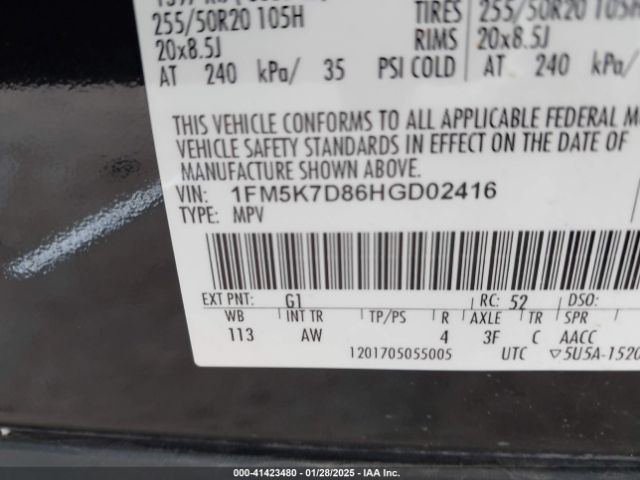 TIRES 255/50R20 105H
255/50R20 105H
RIMS 20x8.5J
20x8.5J
AT 240 kPa/ 35 PSI COLD AT 240 kPa/
THIS VEHICLE CONFORMS TO ALL APPLICABLE FEDERAL
VEHICLE SAFETY STANDARDS IN EFFECT ON THE DATE OF
MANUFACTURE SHOWN ABOVE.
VIN: 1FM5K7D86HGD02416
TYPE: MPV
EXT PNT: G1 RC: 52 DSO:
WB INT TR TP/PS R AXLE TR SPR
113 AW 4 3F C AACC
1201705055005 UTC ▽5U5A-1520
000-41423480 - 01/28/2025 - IAAI.COM